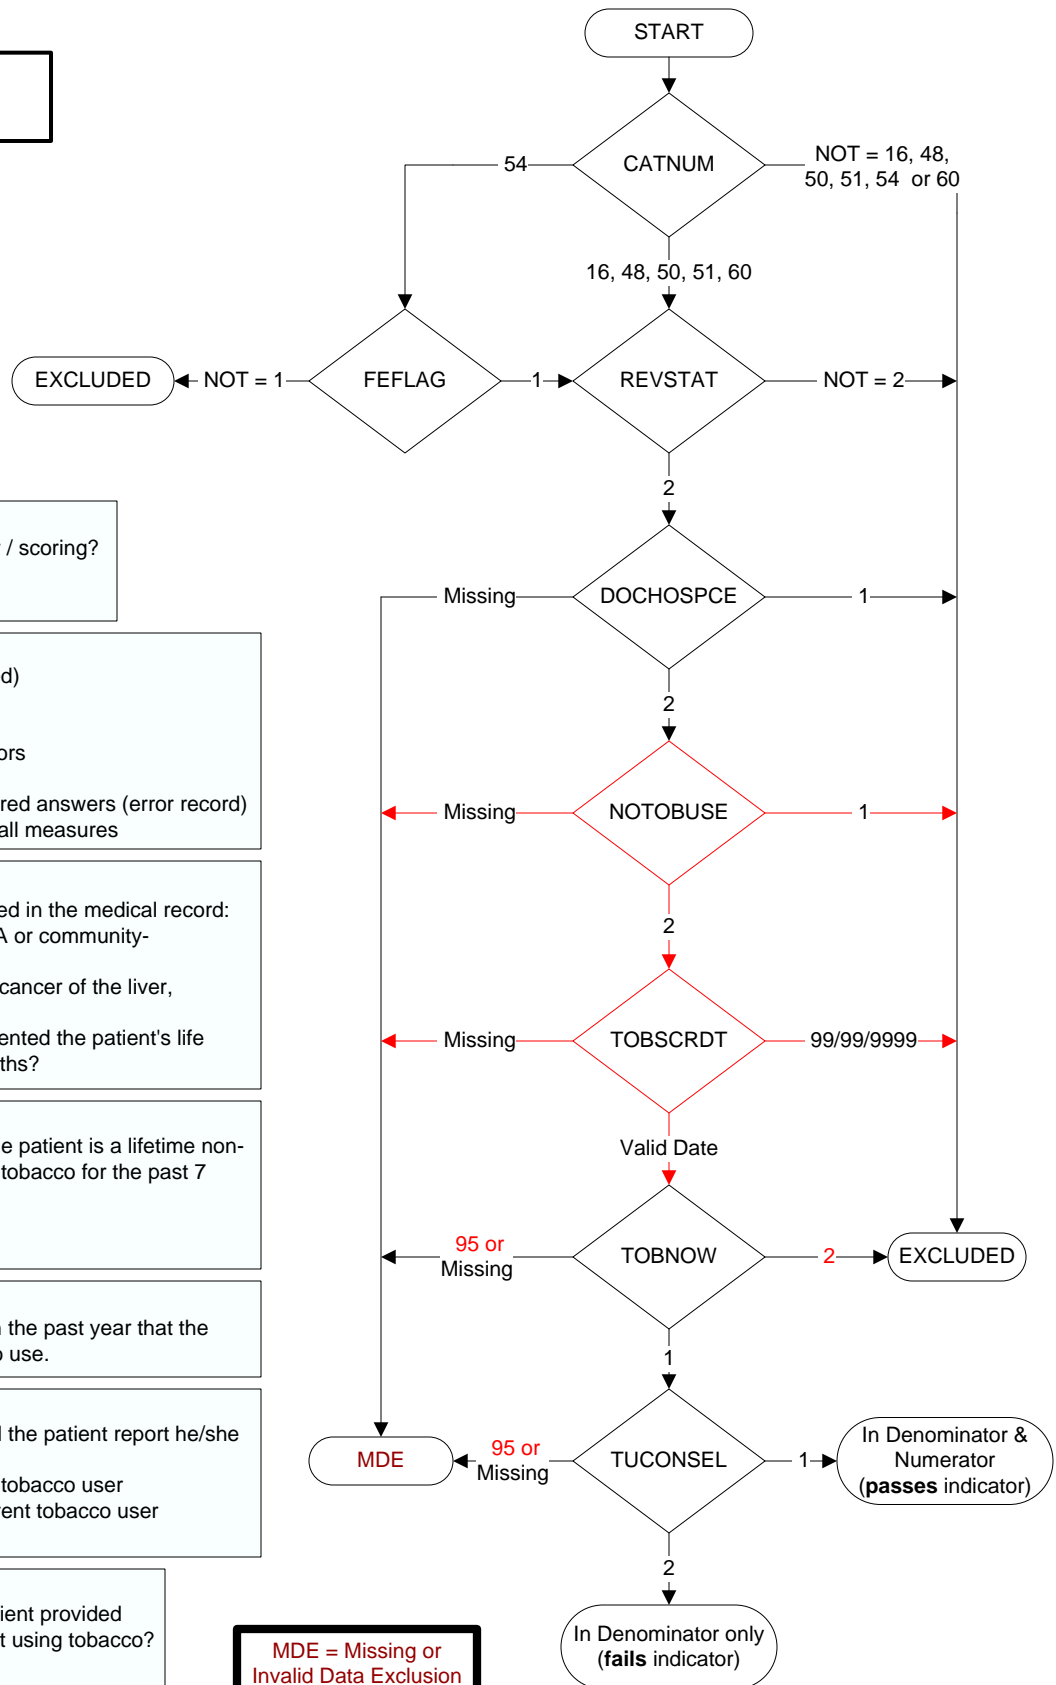 START
CATNUM
54
NOT = 16, 48,
50, 51, 54 or 60
16, 48, 50, 51, 60
EXCLUDED
NOT = 1
FEFLAG
1
REVSTAT
NOT = 2
2
/ scoring?
DOCHOSPCE
Missing
1
2
ed)
ors
red answers (error record)
all measures
NOTOBUSE
Missing
1
2
ed in the medical record:
A or community-
cancer of the liver,
ented the patient's life
ths?
TOBSCRDT
Missing
99/99/9999
Valid Date
e patient is a lifetime non-
tobacco for the past 7
TOBNOW
95 or
Missing
2
EXCLUDED
1
n the past year that the
o use.
d the patient report he/she
tobacco user
ent tobacco user
MDE
95 or
Missing
TUCONSEL
1
In Denominator &
Numerator
(passes indicator)
2
ient provided
t using tobacco?
In Denominator only
(fails indicator)
MDE = Missing or
Invalid Data Exclusion